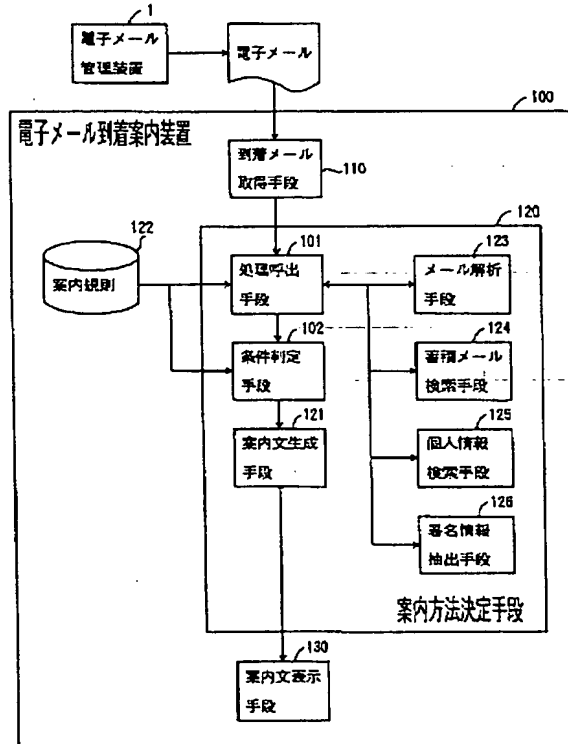 1
電子メール
管理装置
電子メール
100
電子メール到着案内装置
到着メール
取得手段
110
120
122
案内規則
101
処理呼出
手段
123
メール解析
手段
102
条件判定
手段
124
蓄積メール
検索手段
121
案内文生成
手段
125
個人情報
検索手段
126
署名情報
抽出手段
案内方法決定手段
130
案内文表示
手段